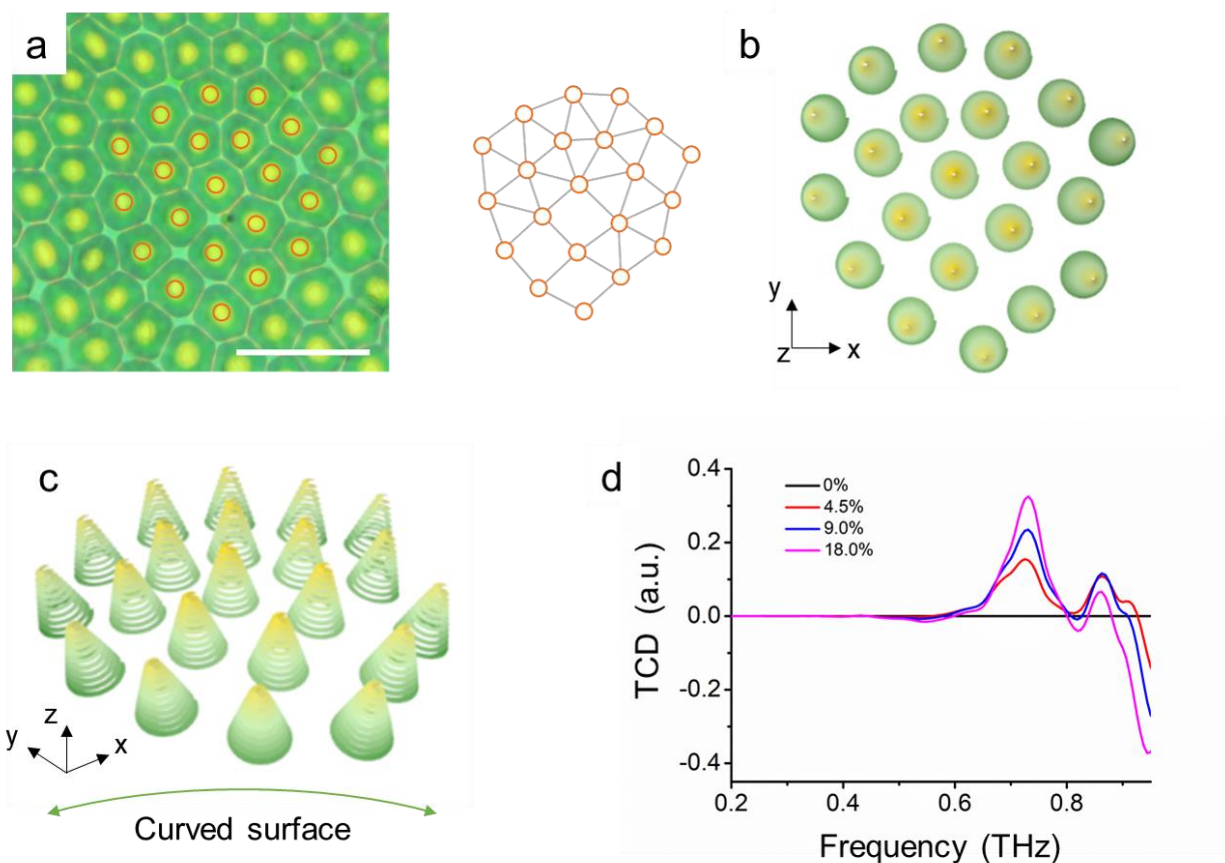 a
b
y
z
x
c
z
y
x
Curved surface
d
0.4
0.2
0.0
-0.2
-0.4
TCD (a.u.)
0%
4.5%
9.0%
18.0%
0.2
0.4
0.6
0.8
Frequency (THz)